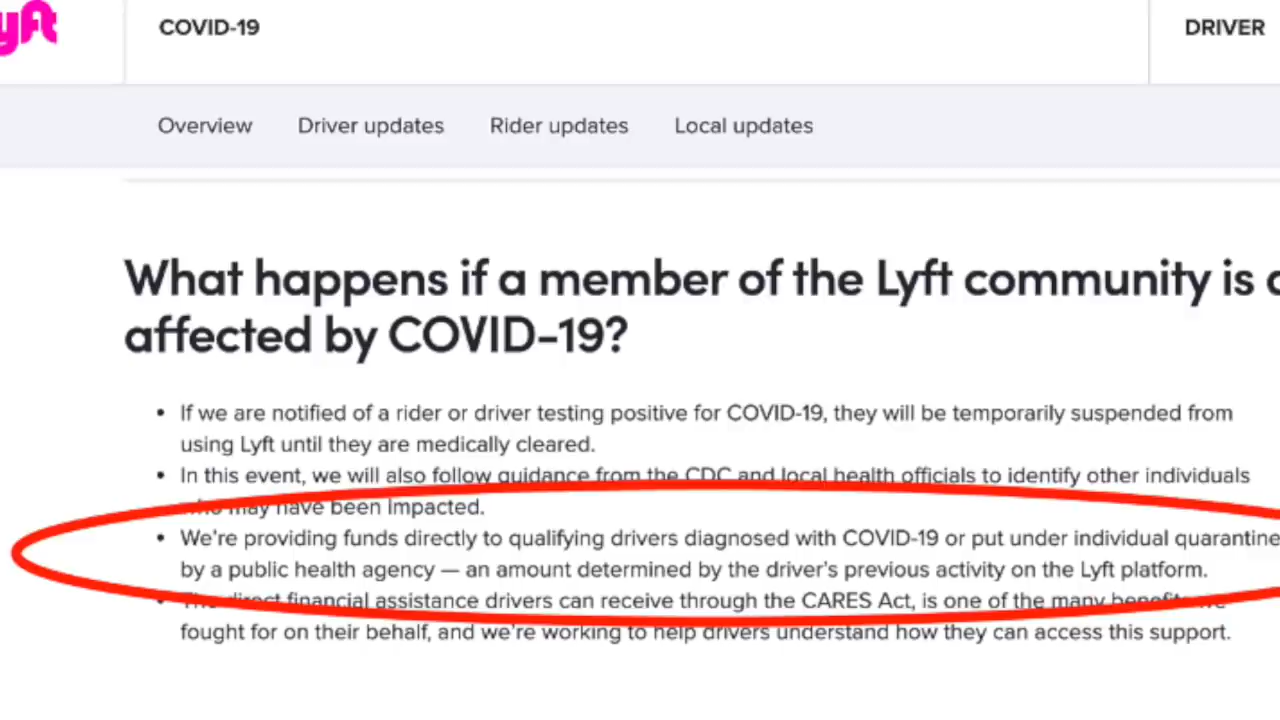 lyft
COVID-19
DRIVER
Overview
Driver updates
Rider updates
Local updates
What happens if a member of the Lyft community is
affected by COVID-19?
• If we are notified of a rider or driver testing positive for COVID-19, they will be temporarily suspended from
using Lyft until they are medically cleared.
• In this event, we will also follow guidance from the CDC and local health officials to identify other individuals
who may have been impacted.
• We're providing funds directly to qualifying drivers diagnosed with COVID-19 or put under individual quarantine
by a public health agency — an amount determined by the driver's previous activity on the Lyft platform.
• The direct financial assistance drivers can receive through the CARES Act, is one of the many benefits we
fought for on their behalf, and we're working to help drivers understand how they can access this support.